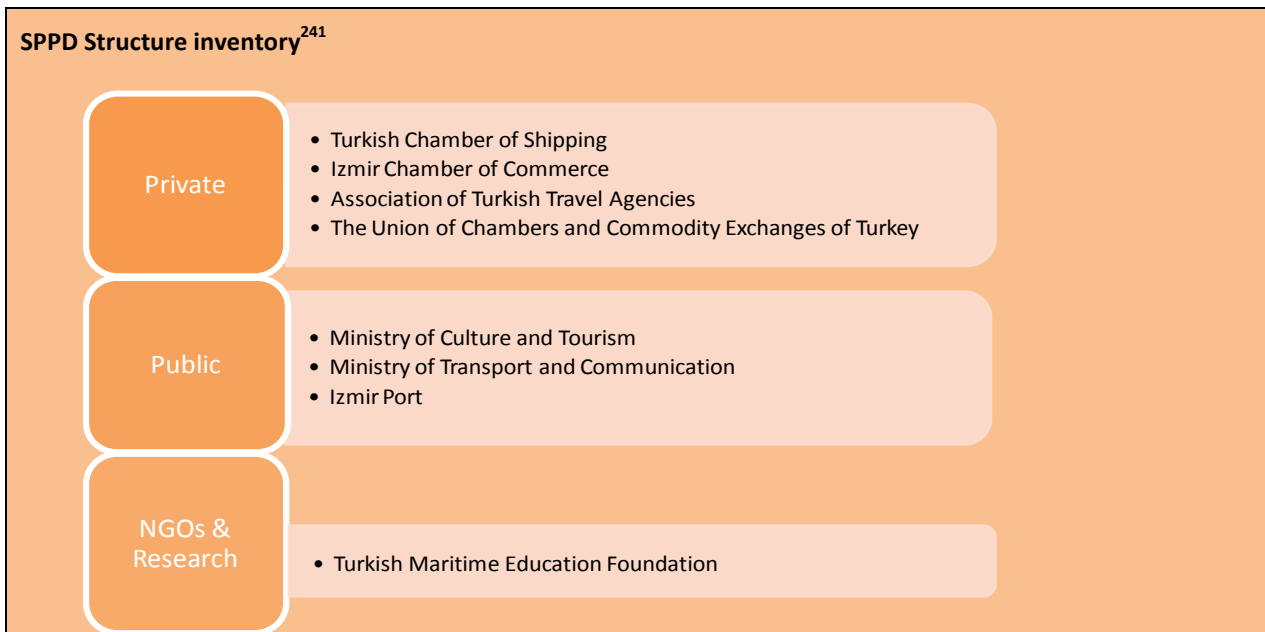 SPPD Structure inventory241
Private
• Turkish Chamber of Shipping
• Izmir Chamber of Commerce
• Association of Turkish Travel Agencies
• The Union of Chambers and Commodity Exchanges of Turkey
Public
• Ministry of Culture and Tourism
• Ministry of Transport and Communication
• Izmir Port
NGOs &
Research
• Turkish Maritime Education Foundation